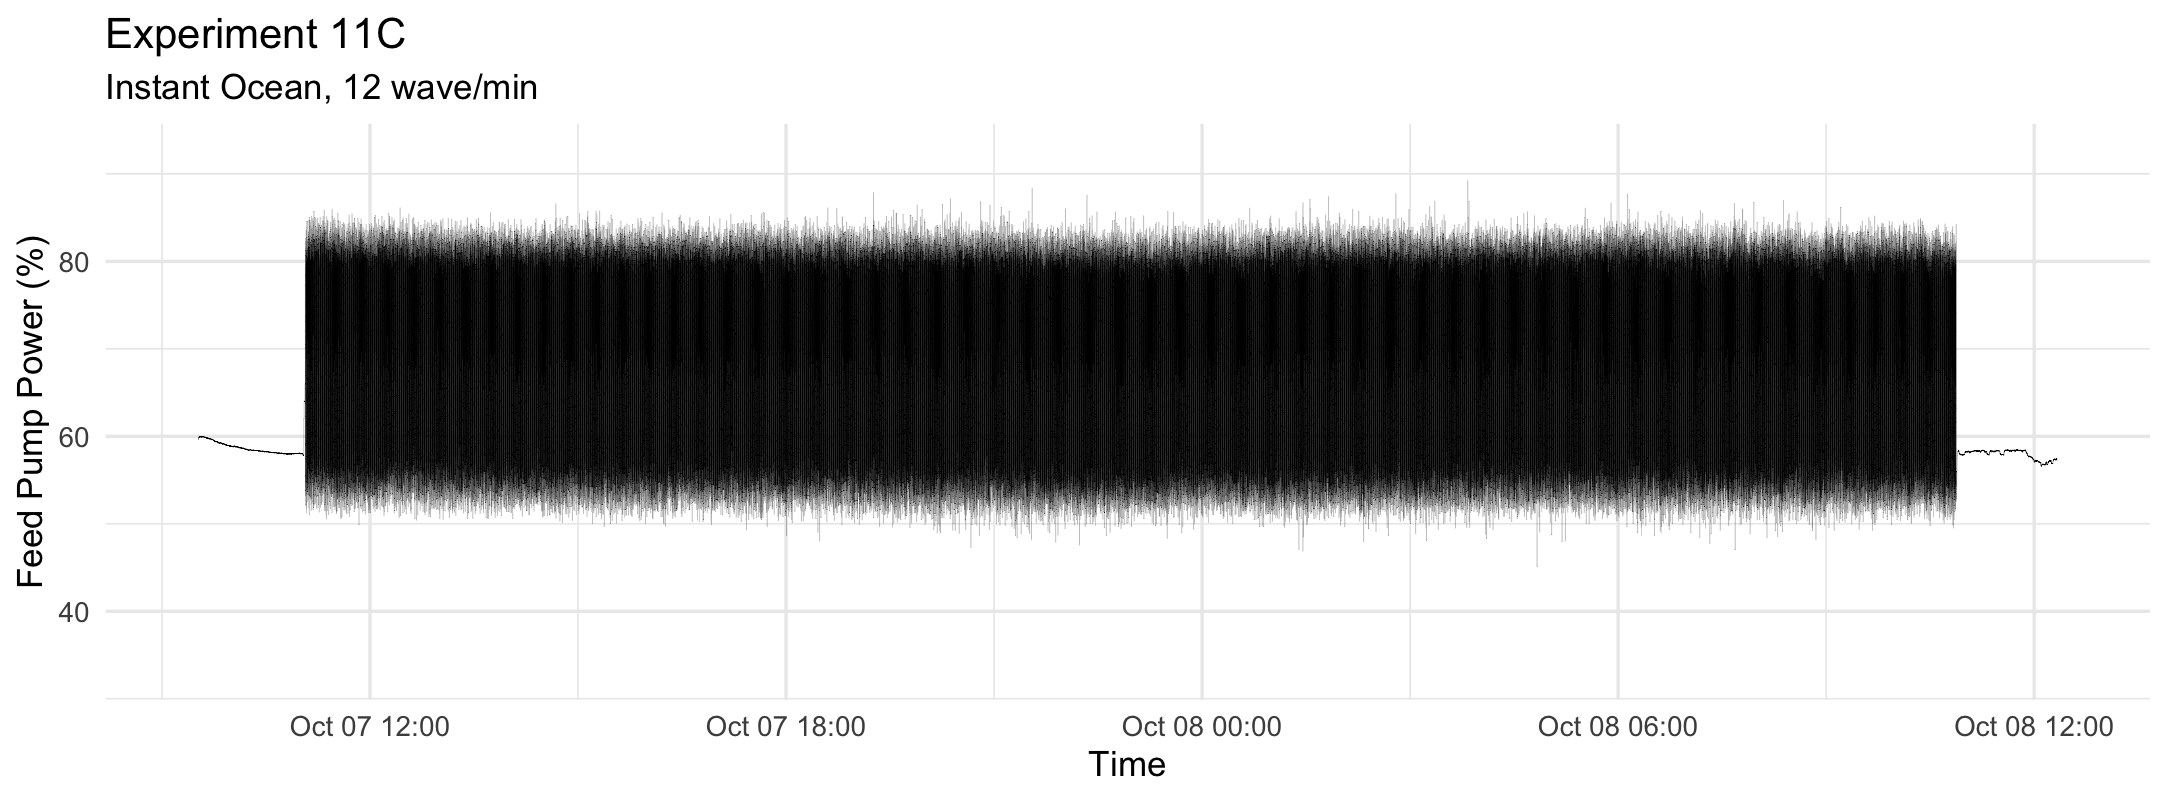 Experiment 11C
Instant Ocean, 12 wave/min
Feed Pump Power (%)
80
60
40
Oct 07 12:00
Oct 07 18:00
Oct 08 00:00
Oct 08 06:00
Oct 08 12:00
Time